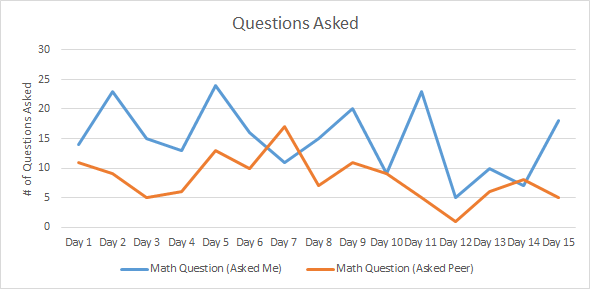 Questions Asked
30
25
20
15
10
5
0
# of Questions Asked
Day 1 Day 2 Day 3 Day 4 Day 5 Day 6 Day 7 Day 8 Day 9 Day 10 Day 11 Day 12 Day 13 Day 14 Day 15
Math Question (Asked Me) Math Question (Asked Peer)